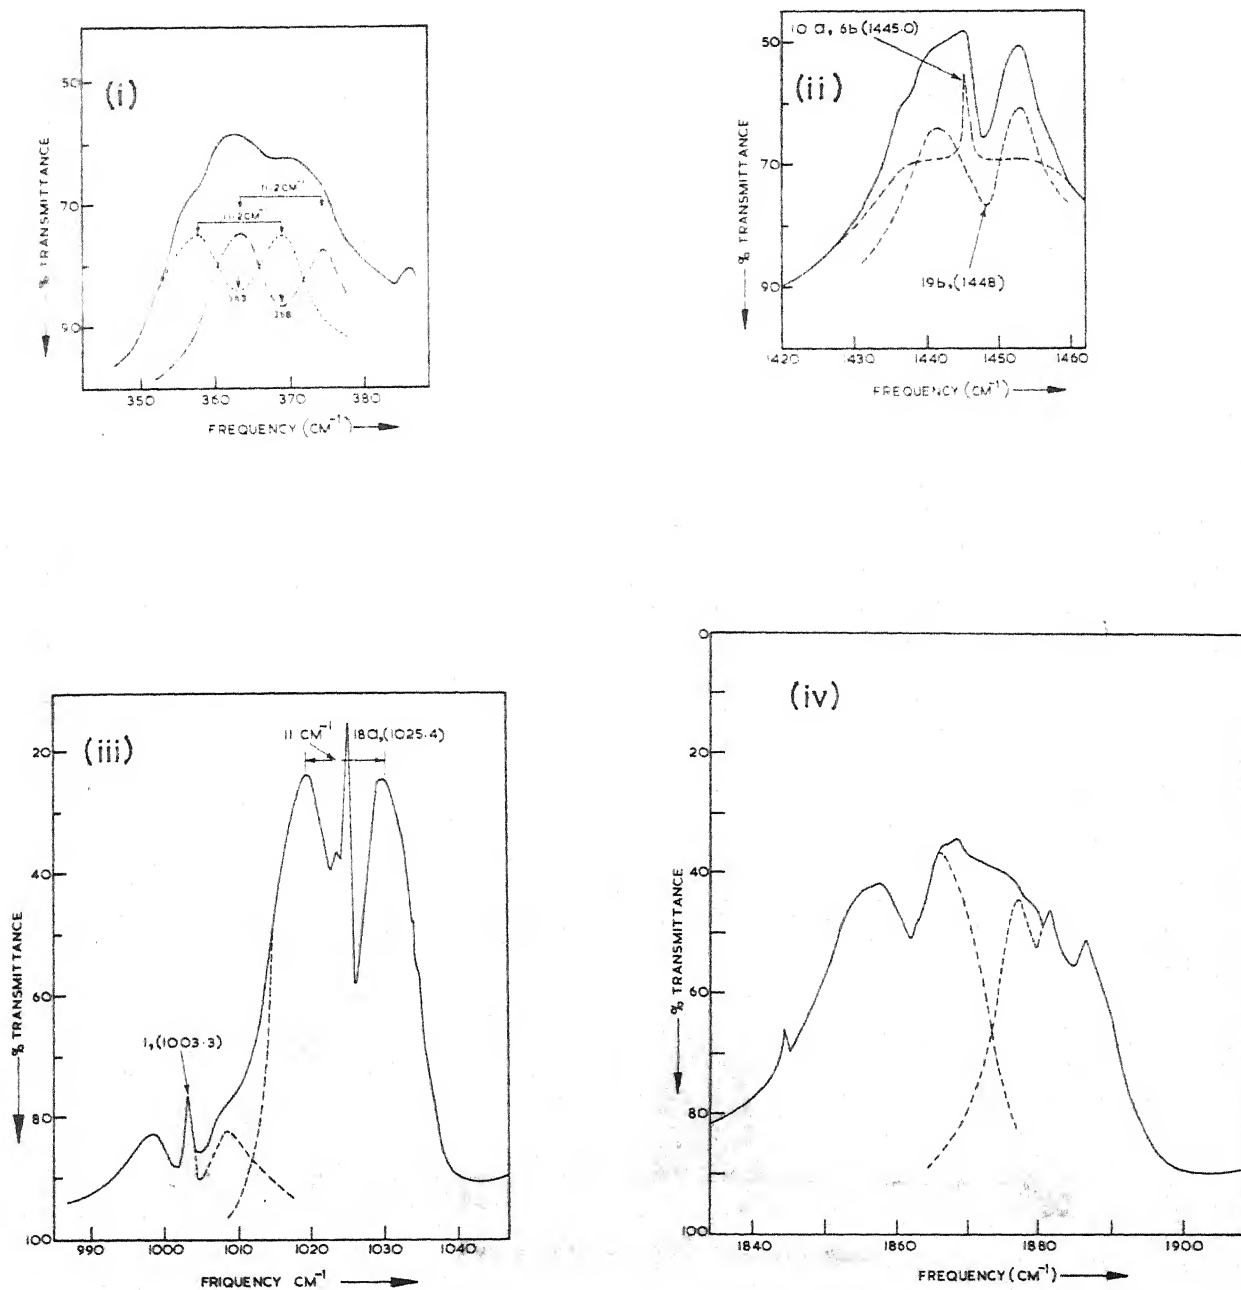 (i)
50
70
90
% TRANSMITTANCE
11·2CM⁻¹
11·2CM⁻¹
363
368
350 360 370 380
FREQUENCY (CM⁻¹)
(ii)
10 a, 6b (1445·0)
50
70
90
% TRANSMITTANCE
19b, (1448)
1420 1430 1440 1450 1460
FREQUENCY (CM⁻¹)
(iii)
11 CM⁻¹
18a, (1025·4)
20
40
60
80
100
% TRANSMITTANCE
1, (1003·3)
990 1000 1010 1020 1030 1040
FRIQUENCY CM⁻¹
(iv)
0
20
40
60
80
100
% TRANSMITTANCE
1840 1860 1870 1880 1900
FREQUENCY (CM⁻¹)